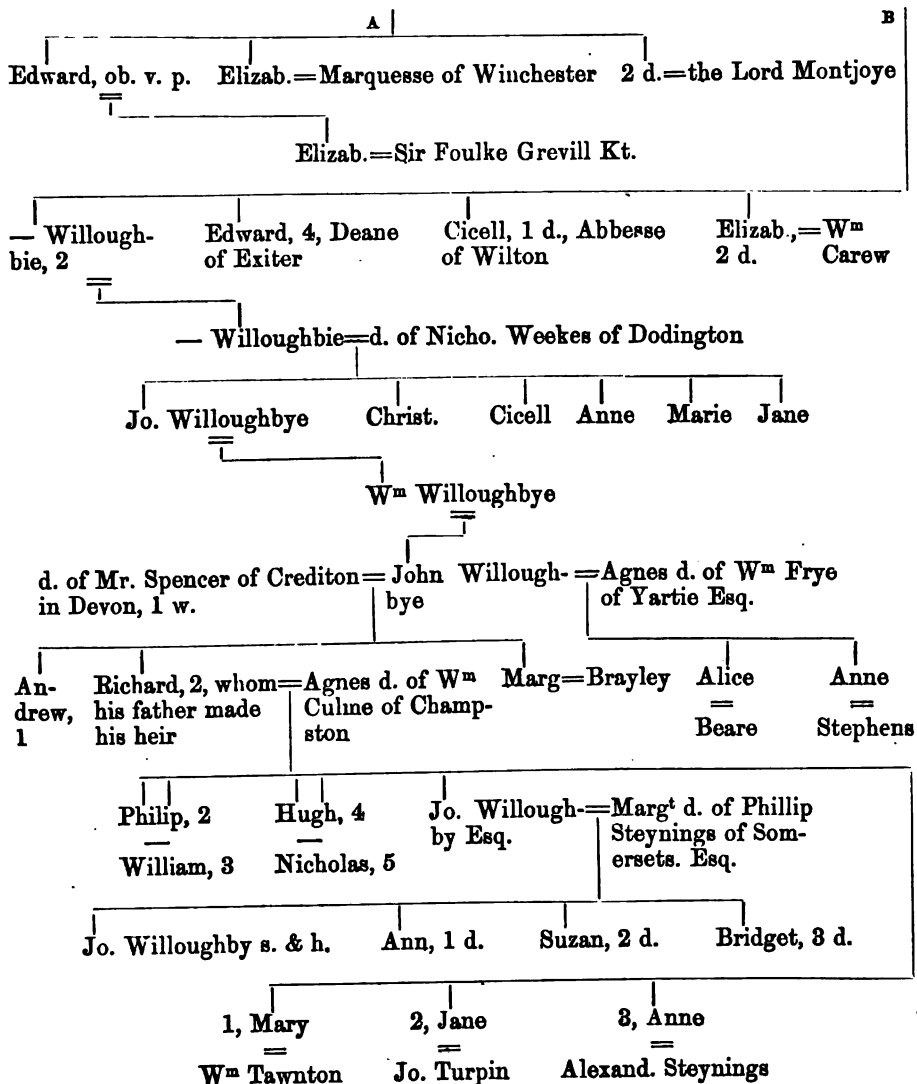 A B
Edward, ob. v. p. Elizab.=Marquesse of Winchester 2 d.=the Lord Montjoye
=
Elizab.=Sir Foulke Grevill Kt.
— Willough- Edward, 4, Deane Cicell, 1 d., Abbesse Elizab.,=Wᵐ
bie, 2 of Exiter of Wilton 2 d. Carew
=
— Willoughbie=d. of Nicho. Weekes of Dodington
Jo. Willoughbye Christ. Cicell Anne Marie Jane
=
Wᵐ Willoughbye
=
d. of Mr. Spencer of Crediton=John Willough-=Agnes d. of Wᵐ Frye
in Devon, 1 w. bye of Yartie Esq.
An- Richard, 2, whom=Agnes d. of Wᵐ Marg=Brayley Alice Anne
drew, his father made Culme of Champ- = =
1 his heir ston Beare Stephens
Philip, 2 Hugh, 4 Jo. Willough-=Margᵗ d. of Phillip
— — by Esq. Steynings of Som-
William, 3 Nicholas, 5 ersets. Esq.
Jo. Willoughby s. & h. Ann, 1 d. Suzan, 2 d. Bridget, 3 d.
1, Mary 2, Jane 3, Anne
= = =
Wᵐ Tawnton Jo. Turpin Alexand. Steynings